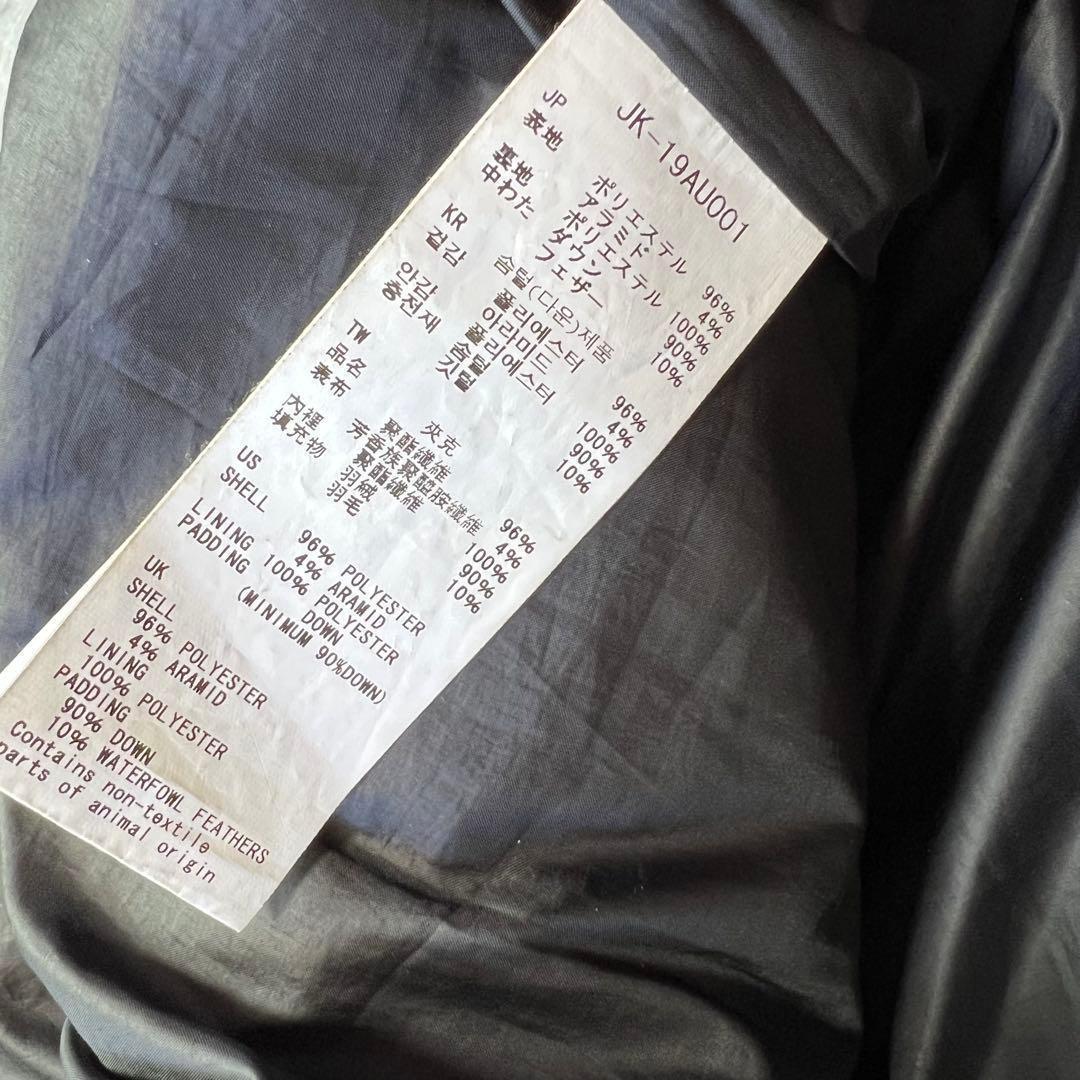 JK-19AU001
JP
表地 ポリエステル 96%
アラミド 4%
裏地 ポリエステル 100%
中わた ダウン 90%
フェザー 10%
KR 솜털(다운)제품
겉감 폴리에스터 96%
아라미드 4%
안감 폴리에스터 100%
충전재 솜털 90%
깃털 10%
TW
品名 夾克
表布 聚酯纖維 96%
芳香族聚醯胺纖維 4%
內裡 聚酯纖維 100%
填充物 羽絨 90%
羽毛 10%
US
SHELL 96% POLYESTER
4% ARAMID
LINING 100% POLYESTER
PADDING DOWN
(MINIMUM 90%DOWN)
UK
SHELL
96% POLYESTER
4% ARAMID
LINING
100% POLYESTER
PADDING
90% DOWN
10% WATERFOWL FEATHERS
Contains non-textile
parts of animal origin